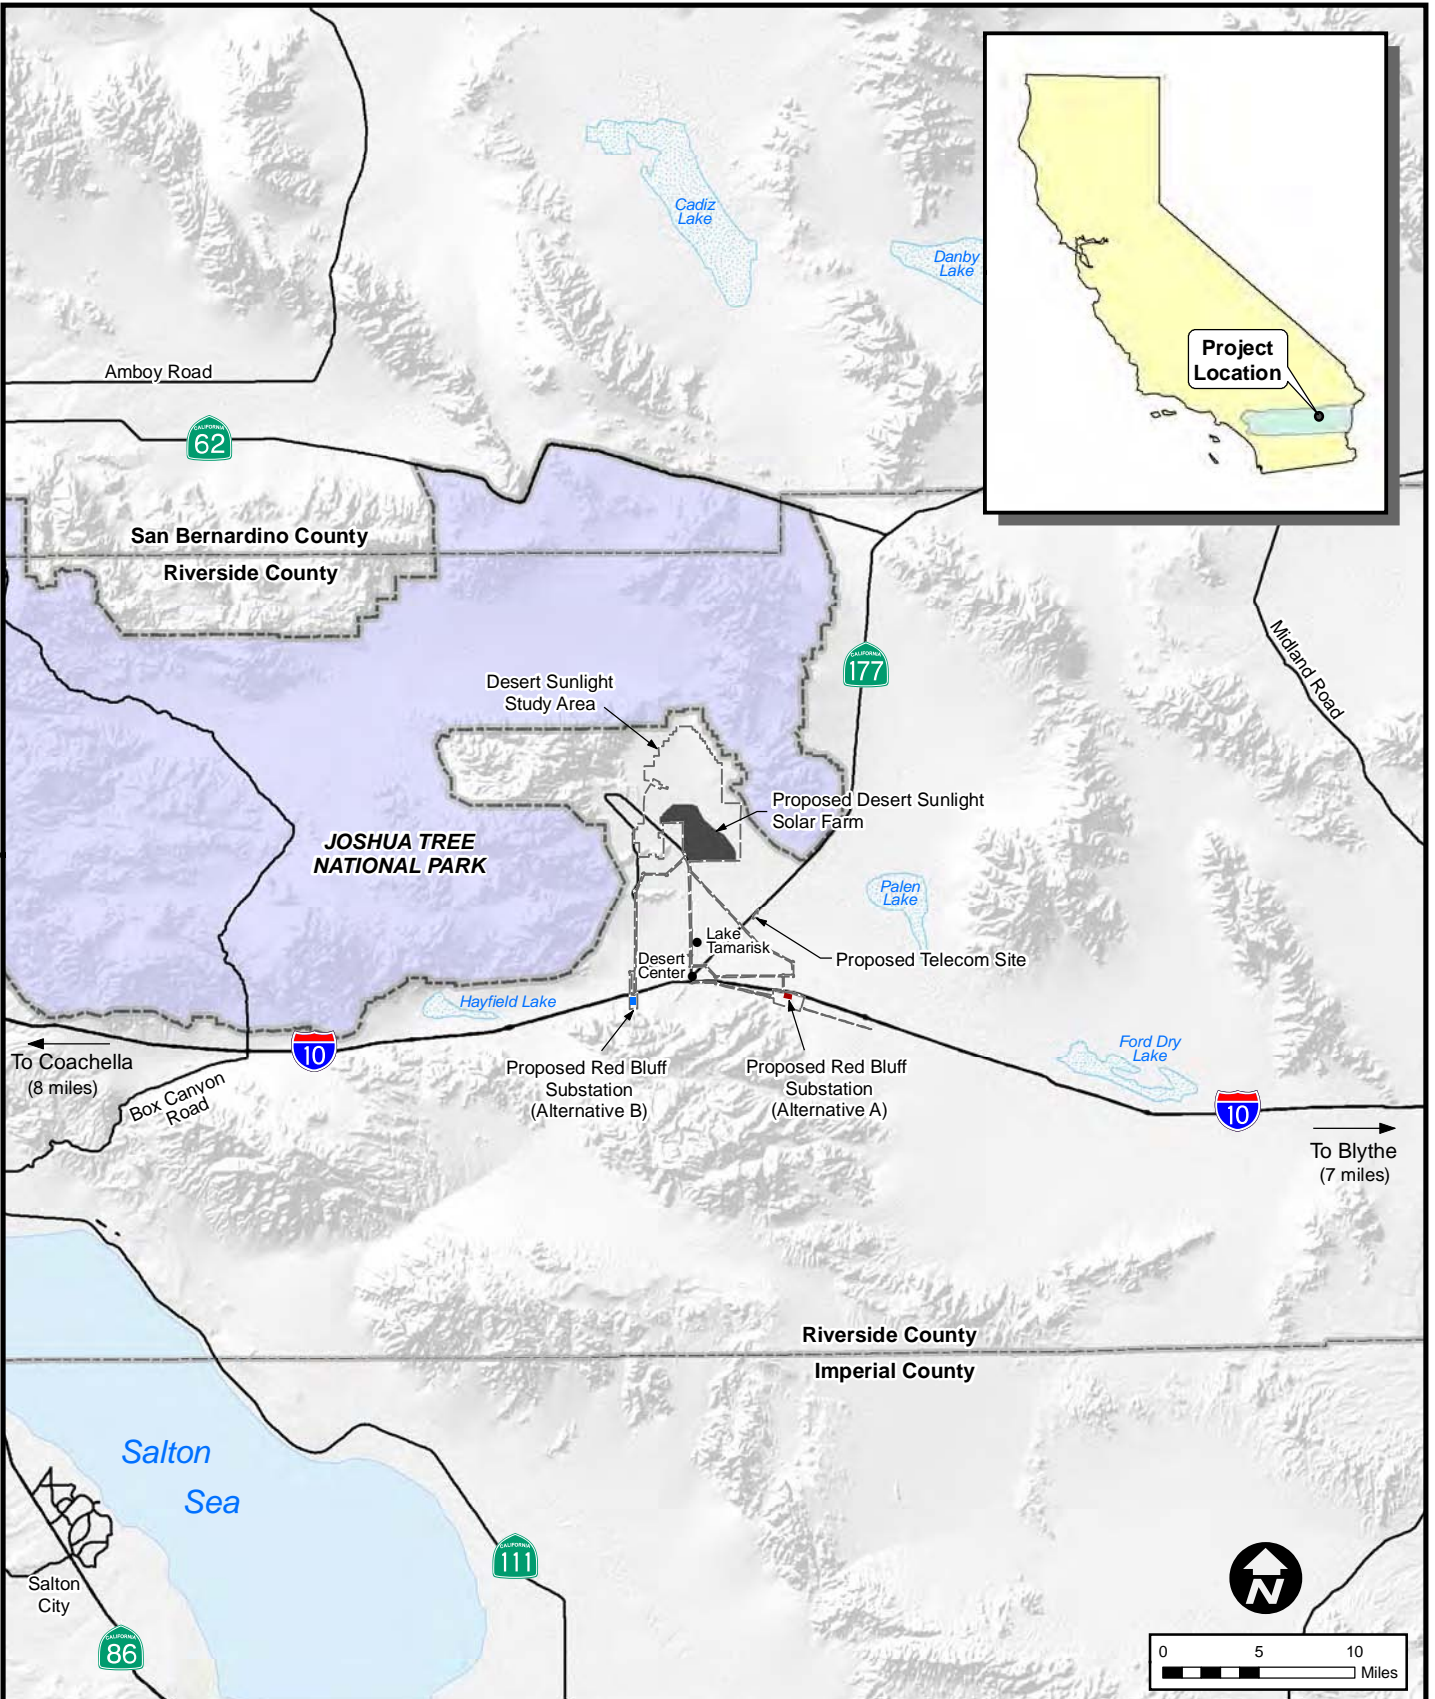 Cadiz
Lake
Danby
Lake
Project
Location
Amboy Road
CALIFORNIA
62
San Bernardino County
Riverside County
CALIFORNIA
177
Midland Road
Desert Sunlight
Study Area
Proposed Desert Sunlight
Solar Farm
JOSHUA TREE
NATIONAL PARK
Palen
Lake
Lake
Tamarisk
Desert
Center
Proposed Telecom Site
Hayfield Lake
10
To Coachella
(8 miles)
Box Canyon
Road
Proposed Red Bluff
Substation
(Alternative B)
Proposed Red Bluff
Substation
(Alternative A)
Ford Dry
Lake
10
To Blythe
(7 miles)
Riverside County
Imperial County
Salton
Sea
CALIFORNIA
111
Salton
City
CALIFORNIA
86
N
0 5 10
Miles